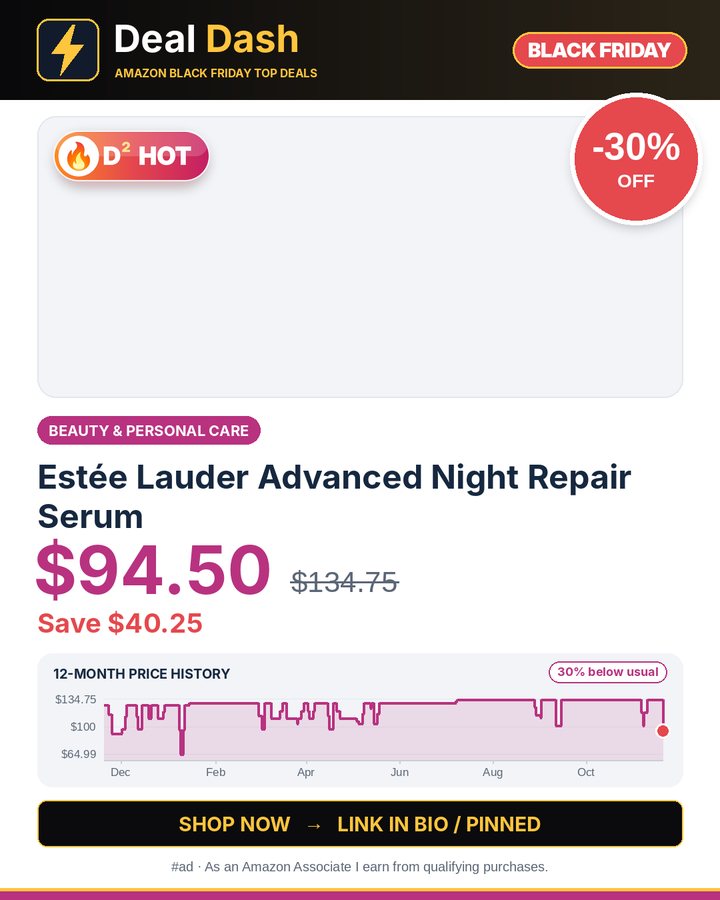 Deal Dash
AMAZON BLACK FRIDAY TOP DEALS
BLACK FRIDAY
D² HOT
-30%
OFF
BEAUTY & PERSONAL CARE
Estée Lauder Advanced Night Repair
Serum
$94.50 $134.75
Save $40.25
12-MONTH PRICE HISTORY
30% below usual
$134.75
$100
$64.99
Dec Feb Apr Jun Aug Oct
SHOP NOW → LINK IN BIO / PINNED
#ad · As an Amazon Associate I earn from qualifying purchases.